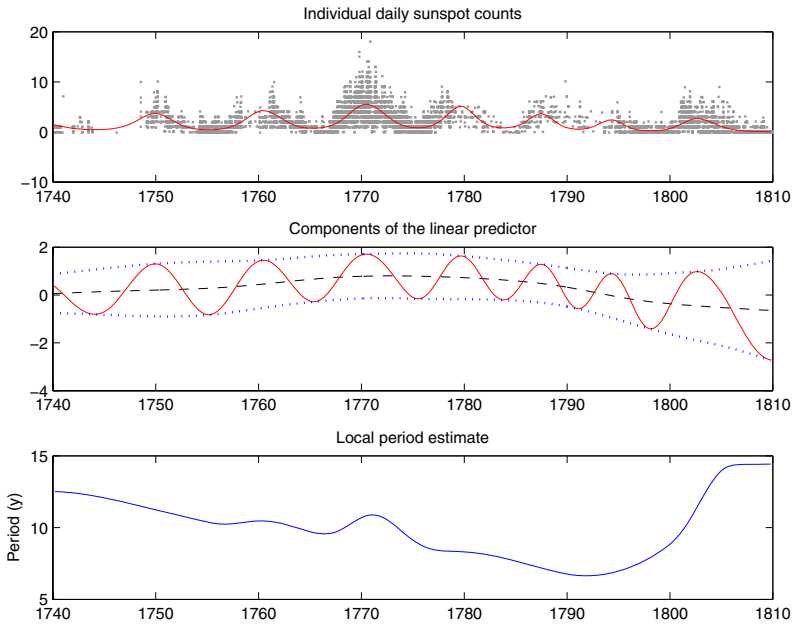 Individual daily sunspot counts
20
10
0
−10
1740 1750 1760 1770 1780 1790 1800 1810
Components of the linear predictor
2
0
−2
−4
1740 1750 1760 1770 1780 1790 1800 1810
Local period estimate
15
10
5
Period (y)
1740 1750 1760 1770 1780 1790 1800 1810